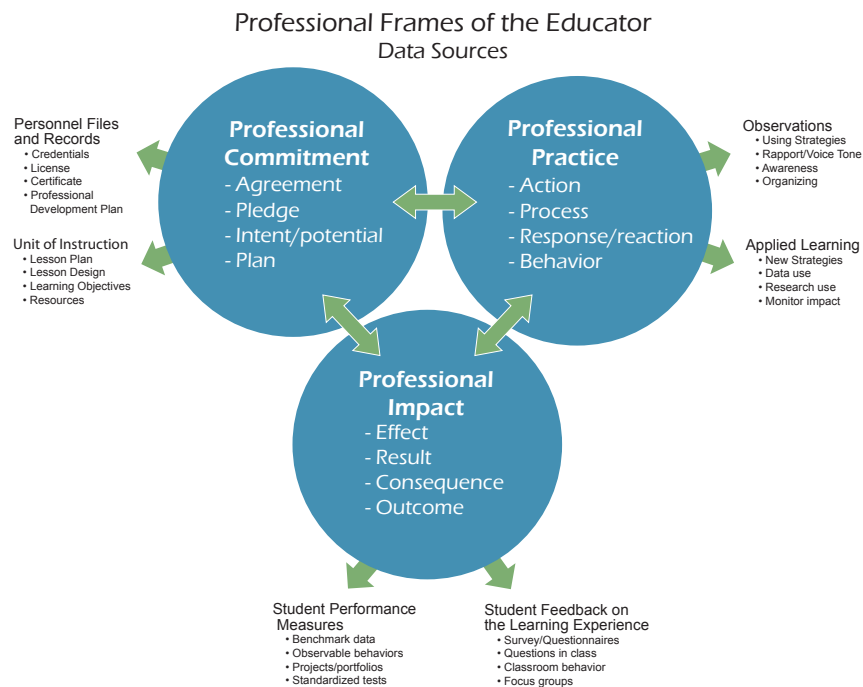 Professional Frames of the Educator
Data Sources
Professional
Commitment
- Agreement
- Pledge
- Intent/potential
- Plan
Professional
Practice
- Action
- Process
- Response/reaction
- Behavior
Professional
Impact
- Effect
- Result
- Consequence
- Outcome
Personnel Files
and Records
• Credentials
• License
• Certificate
• Professional
Development Plan
Unit of Instruction
• Lesson Plan
• Lesson Design
• Learning Objectives
• Resources
Observations
• Using Strategies
• Rapport/Voice Tone
• Awareness
• Organizing
Applied Learning
• New Strategies
• Data use
• Research use
• Monitor impact
Student Performance
Measures
• Benchmark data
• Observable behaviors
• Projects/portfolios
• Standardized tests
Student Feedback on
the Learning Experience
• Survey/Questionnaires
• Questions in class
• Classroom behavior
• Focus groups